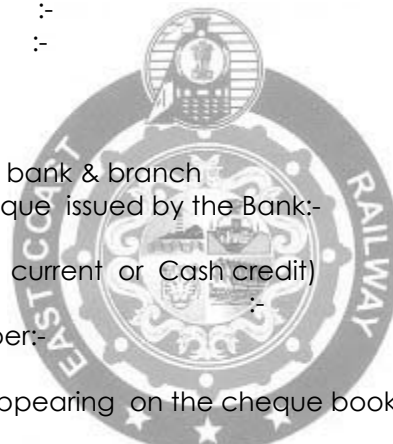 :-
:-
bank & branch
que issued by the Bank:-
current or Cash credit)
:-
per:-
ppearing on the cheque book
EAST COAST RAILWAY